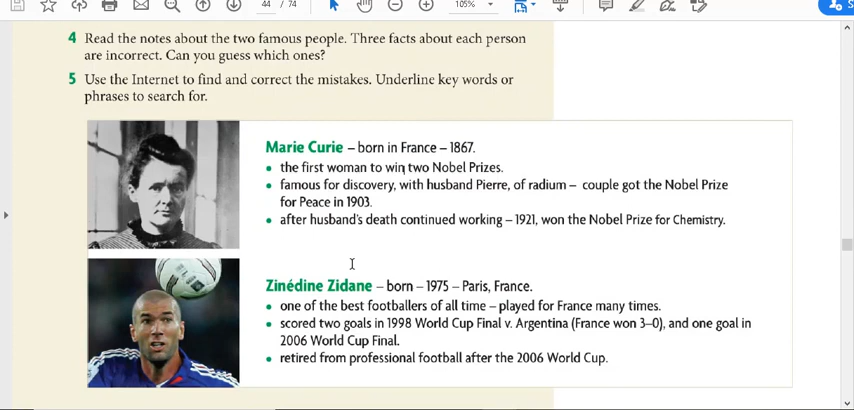 44 / 74
105%
4 Read the notes about the two famous people. Three facts about each person
are incorrect. Can you guess which ones?
5 Use the Internet to find and correct the mistakes. Underline key words or
phrases to search for.
Marie Curie – born in France – 1867.
• the first woman to win two Nobel Prizes.
• famous for discovery, with husband Pierre, of radium – couple got the Nobel Prize
for Peace in 1903.
• after husband's death continued working – 1921, won the Nobel Prize for Chemistry.
Zinédine Zidane – born – 1975 – Paris, France.
• one of the best footballers of all time – played for France many times.
• scored two goals in 1998 World Cup Final v. Argentina (France won 3–0), and one goal in
2006 World Cup Final.
• retired from professional football after the 2006 World Cup.